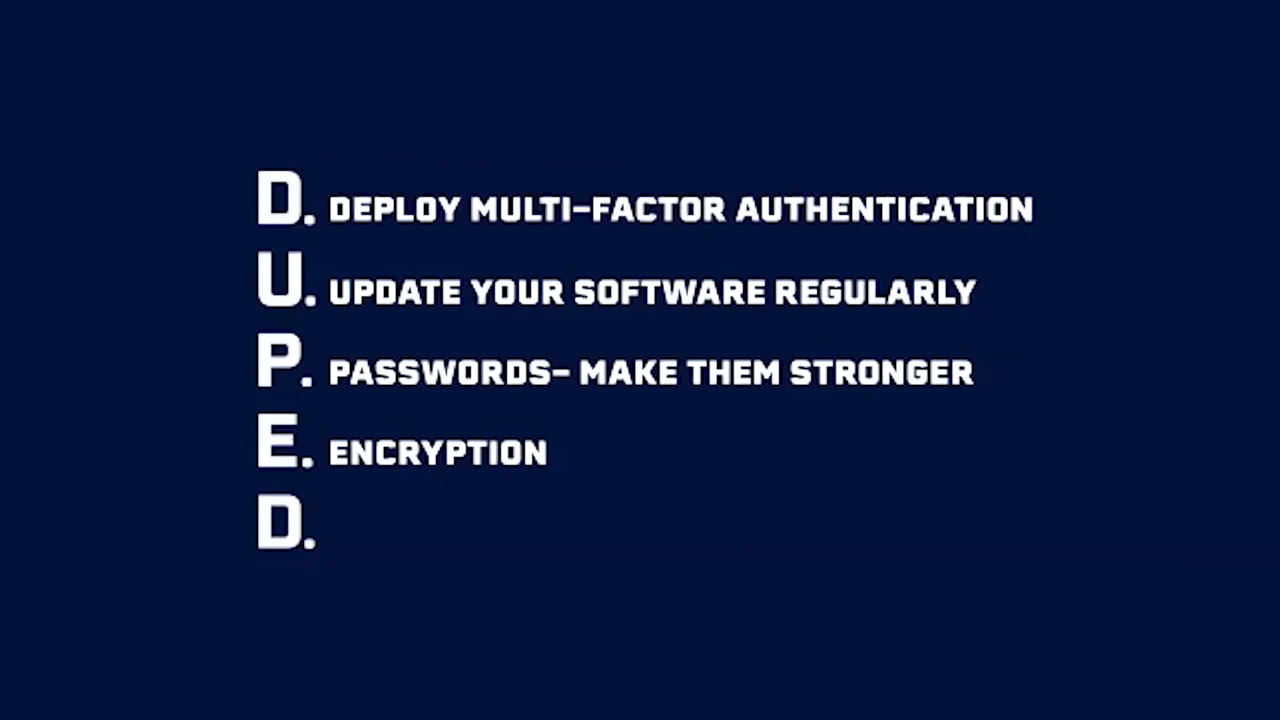 D. DEPLOY MULTI-FACTOR AUTHENTICATION
U. UPDATE YOUR SOFTWARE REGULARLY
P. PASSWORDS- MAKE THEM STRONGER
E. ENCRYPTION
D.